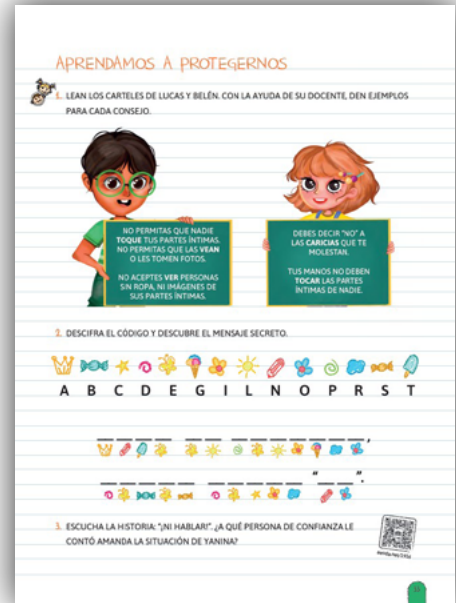 APRENDAMOS A PROTEGERNOS
1. LEAN LOS CARTELES DE LUCAS Y BELÉN. CON LA AYUDA DE SU DOCENTE, DEN EJEMPLOS
PARA CADA CONSEJO.
NO PERMITAS QUE NADIE
TOQUE TUS PARTES ÍNTIMAS.
NO PERMITAS QUE LAS VEAN
O LES TOMEN FOTOS.
NO ACEPTES VER PERSONAS
SIN ROPA, NI IMÁGENES DE
SUS PARTES ÍNTIMAS.
DEBES DECIR "NO" A
LAS CARICIAS QUE TE
MOLESTAN.
TUS MANOS NO DEBEN
TOCAR LAS PARTES
ÍNTIMAS DE NADIE.
2. DESCIFRA EL CÓDIGO Y DESCUBRE EL MENSAJE SECRETO.
A B C D E G I L N O P R S T
3. ESCUCHA LA HISTORIA: "¡NI HABLAR!". ¿A QUÉ PERSONA DE CONFIANZA LE
CONTÓ AMANDA LA SITUACIÓN DE YANINA?